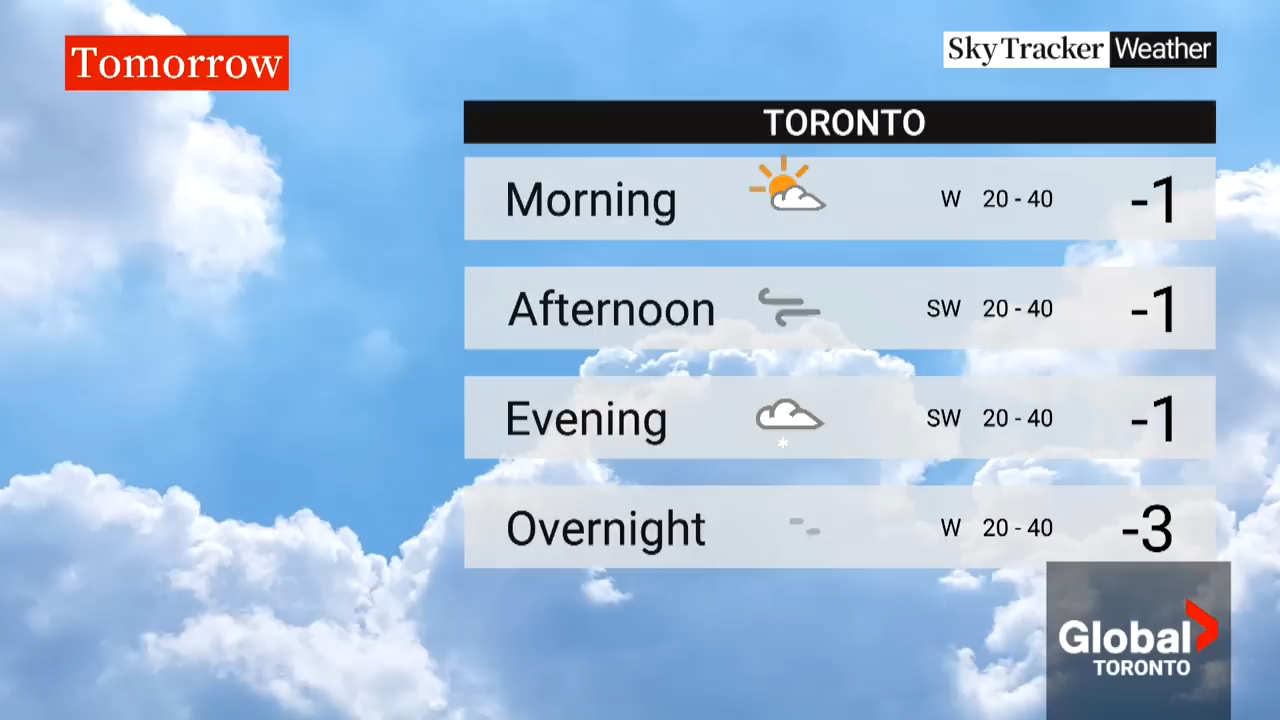 Tomorrow
SkyTracker Weather
TORONTO
Morning W 20 - 40 -1
Afternoon SW 20 - 40 -1
Evening SW 20 - 40 -1
Overnight W 20 - 40 -3
Global
TORONTO